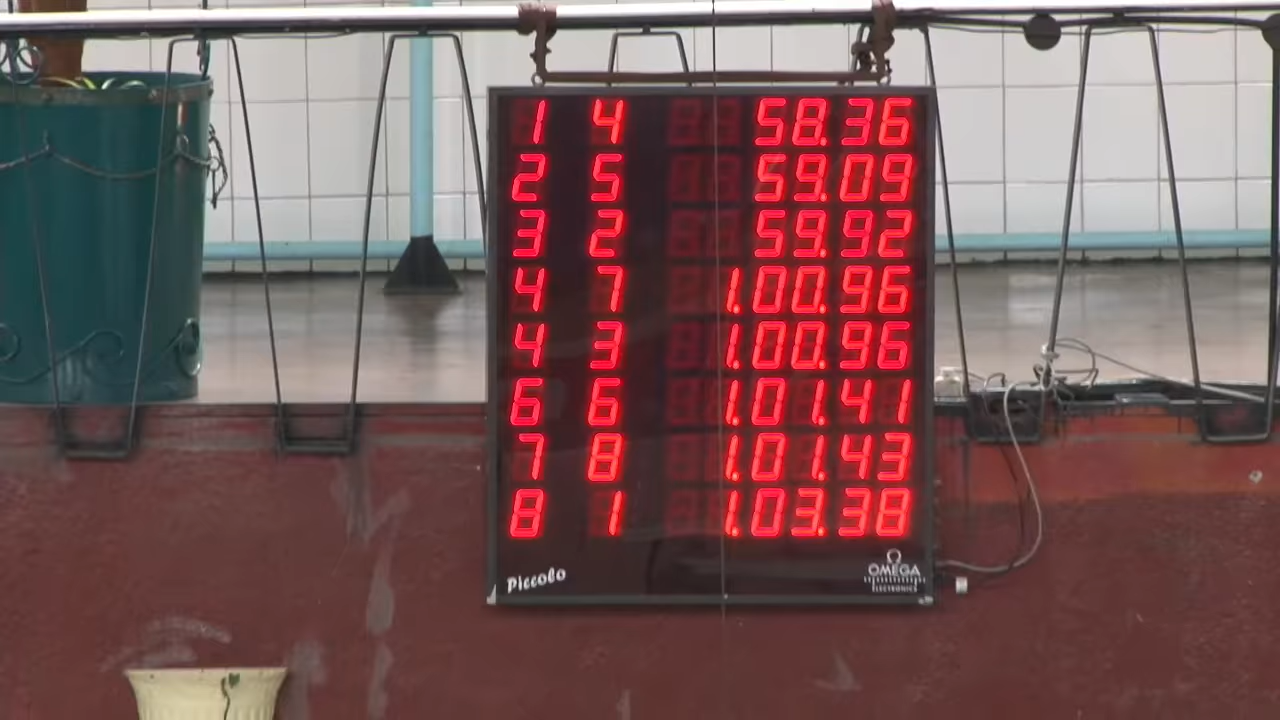 1 4 58.36
2 5 59.09
3 2 59.92
4 7 1.00.96
4 3 1.00.96
6 6 1.01.41
7 8 1.01.43
8 1 1.03.38
Piccolo
OMEGA
ELECTRONICS